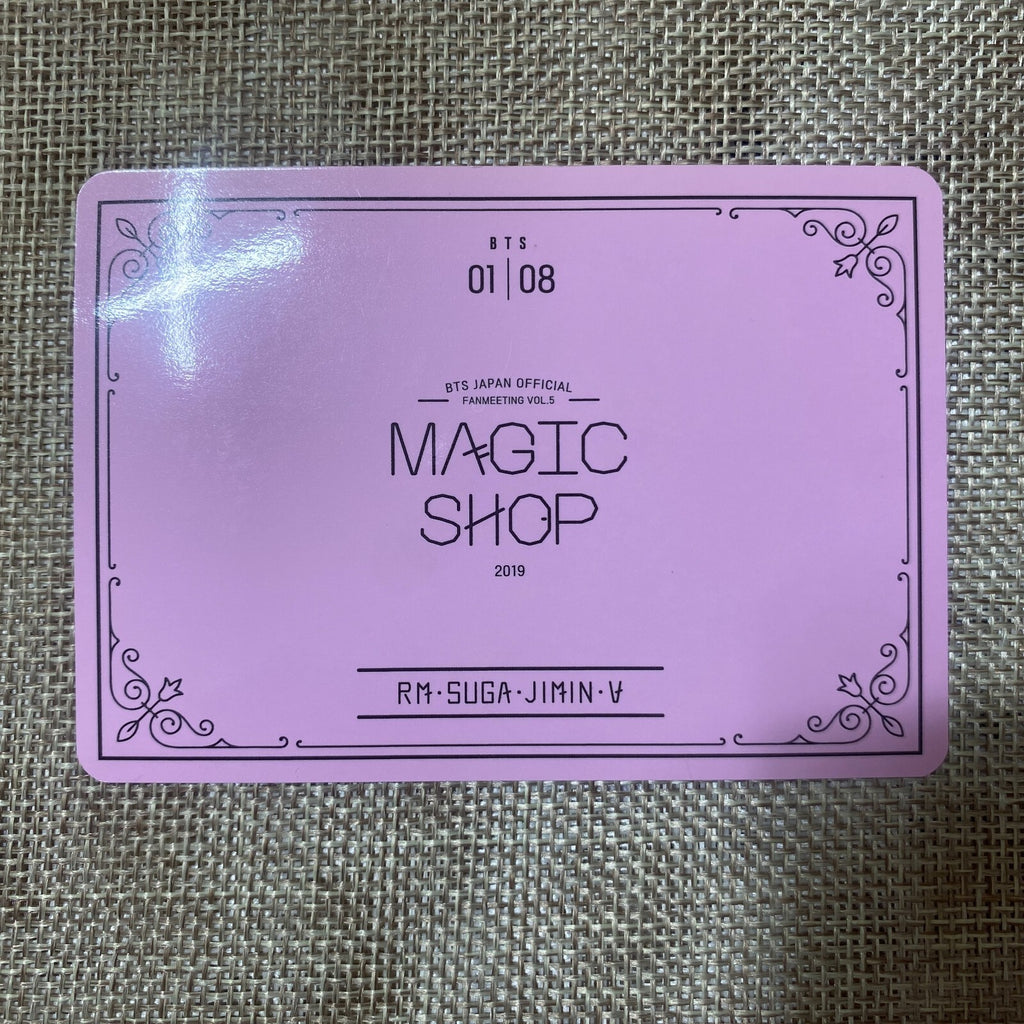 BTS
01|08
BTS JAPAN OFFICIAL
FANMEETING VOL.5
MAGIC
SHOP
2019
RM·SUGA·JIMIN·V